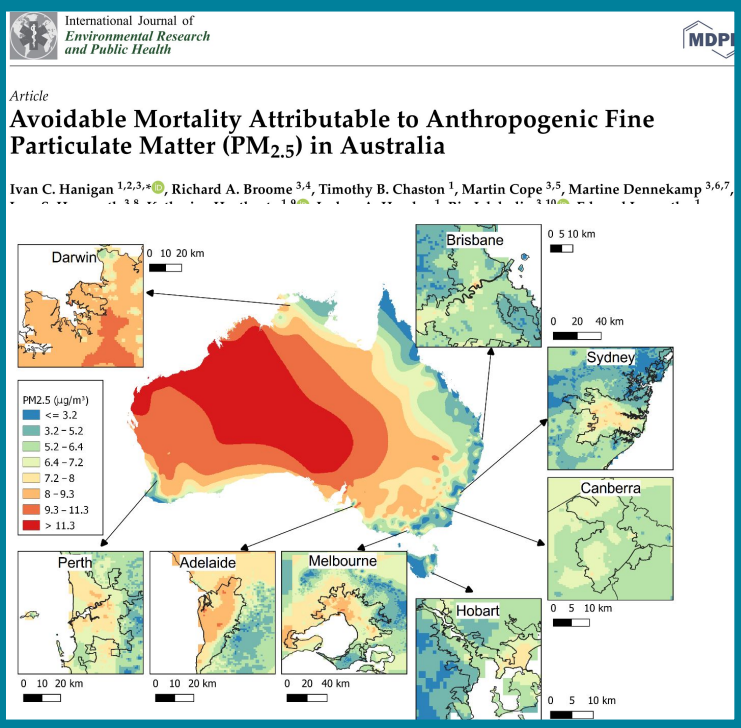 International Journal of
Environmental Research
and Public Health
MDPI
Article
Avoidable Mortality Attributable to Anthropogenic Fine
Particulate Matter (PM2.5) in Australia
Ivan C. Hanigan 1,2,3,*, Richard A. Broome 3,4, Timothy B. Chaston 1, Martin Cope 3,5, Martine Dennekamp 3,6,7,
Darwin
0 10 20 km
Brisbane
0 5 10 km
0 20 40 km
Sydney
PM2.5 (µg/m³)
<= 3.2
3.2 – 5.2
5.2 – 6.4
6.4 – 7.2
7.2 – 8
8 – 9.3
9.3 – 11.3
> 11.3
Canberra
0 5 10 km
Perth
0 10 20 km
Adelaide
0 10 20 km
Melbourne
0 20 40 km
Hobart
0 5 10 km